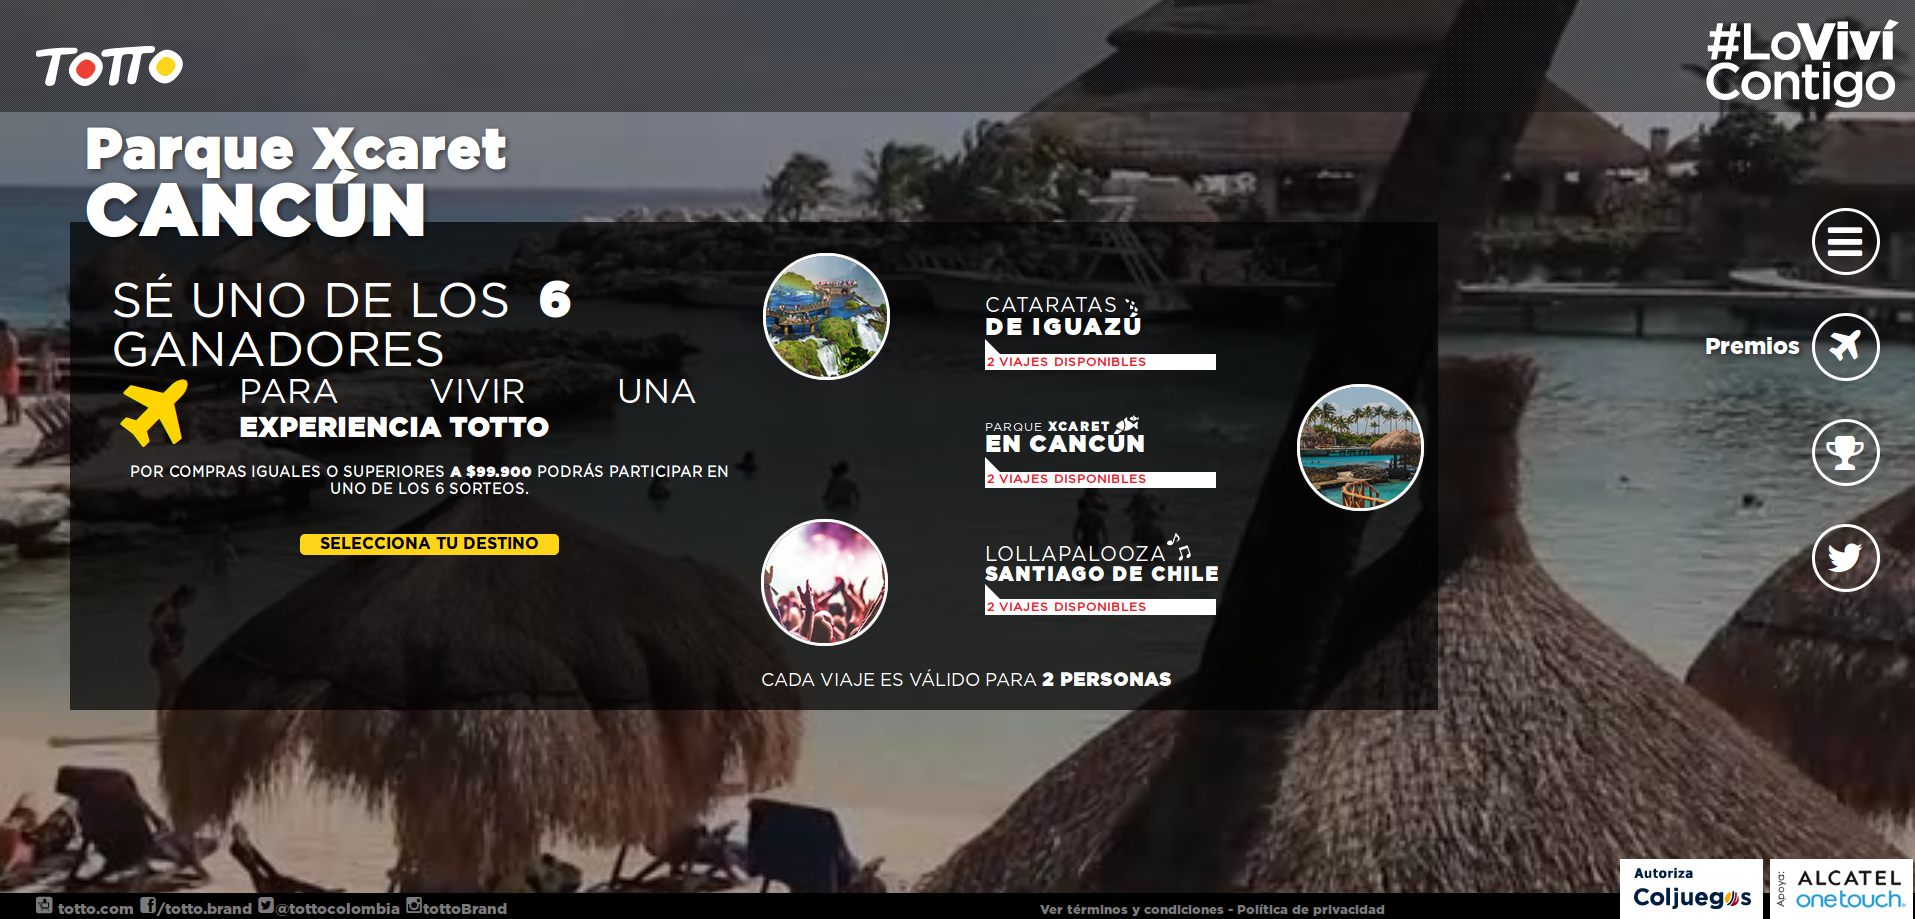 TOTTO
#LoViví
Contigo
Parque Xcaret
CANCÚN
SÉ UNO DE LOS 6
GANADORES
PARA VIVIR UNA
EXPERIENCIA TOTTO
POR COMPRAS IGUALES O SUPERIORES A $99.900 PODRÁS PARTICIPAR EN
UNO DE LOS 6 SORTEOS.
SELECCIONA TU DESTINO
CATARATAS
DE IGUAZÚ
2 VIAJES DISPONIBLES
PARQUE XCARET
EN CANCÚN
2 VIAJES DISPONIBLES
LOLLAPALOOZA
SANTIAGO DE CHILE
2 VIAJES DISPONIBLES
CADA VIAJE ES VÁLIDO PARA 2 PERSONAS
Premios
totto.com /totto.brand @tottocolombia tottoBrand
Ver términos y condiciones - Política de privacidad
Autoriza
Coljuegos
Apoya:
ALCATEL
onetouch.